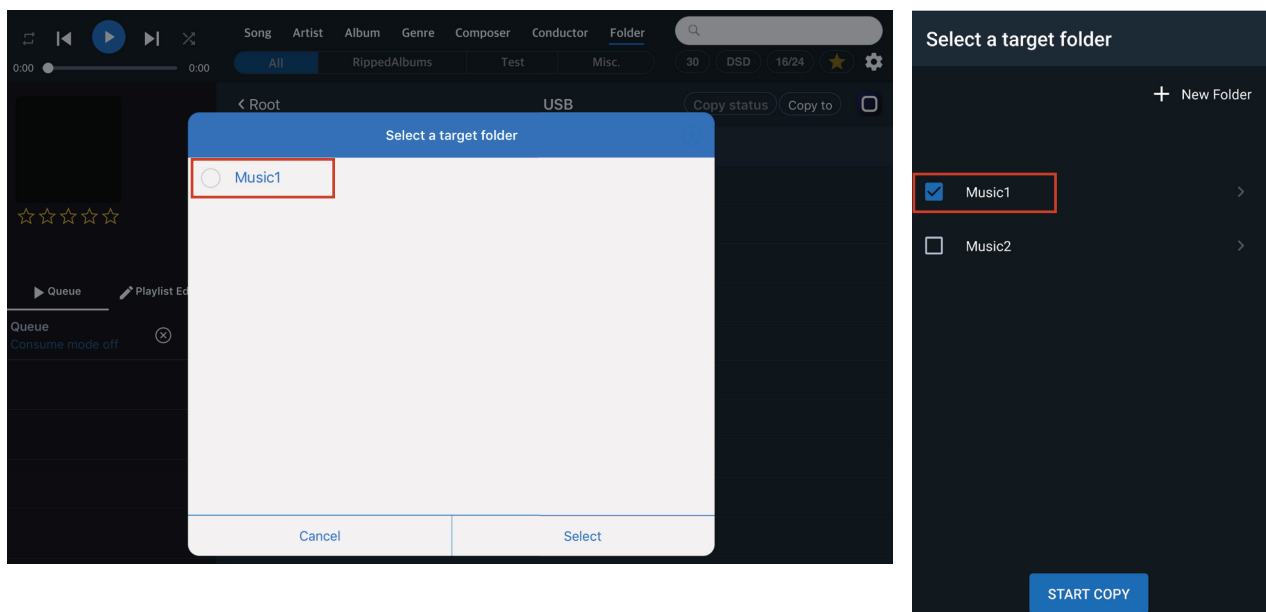 Song Artist Album Genre Composer Conductor Folder
0:00 0:00
All RippedAlbums Test Misc. 30 DSD 16/24
Root USB Copy status Copy to
Select a target folder
Music1
Queue Playlist Ed
Queue
Consume mode off
Cancel Select
Select a target folder
+ New Folder
Music1
Music2
START COPY